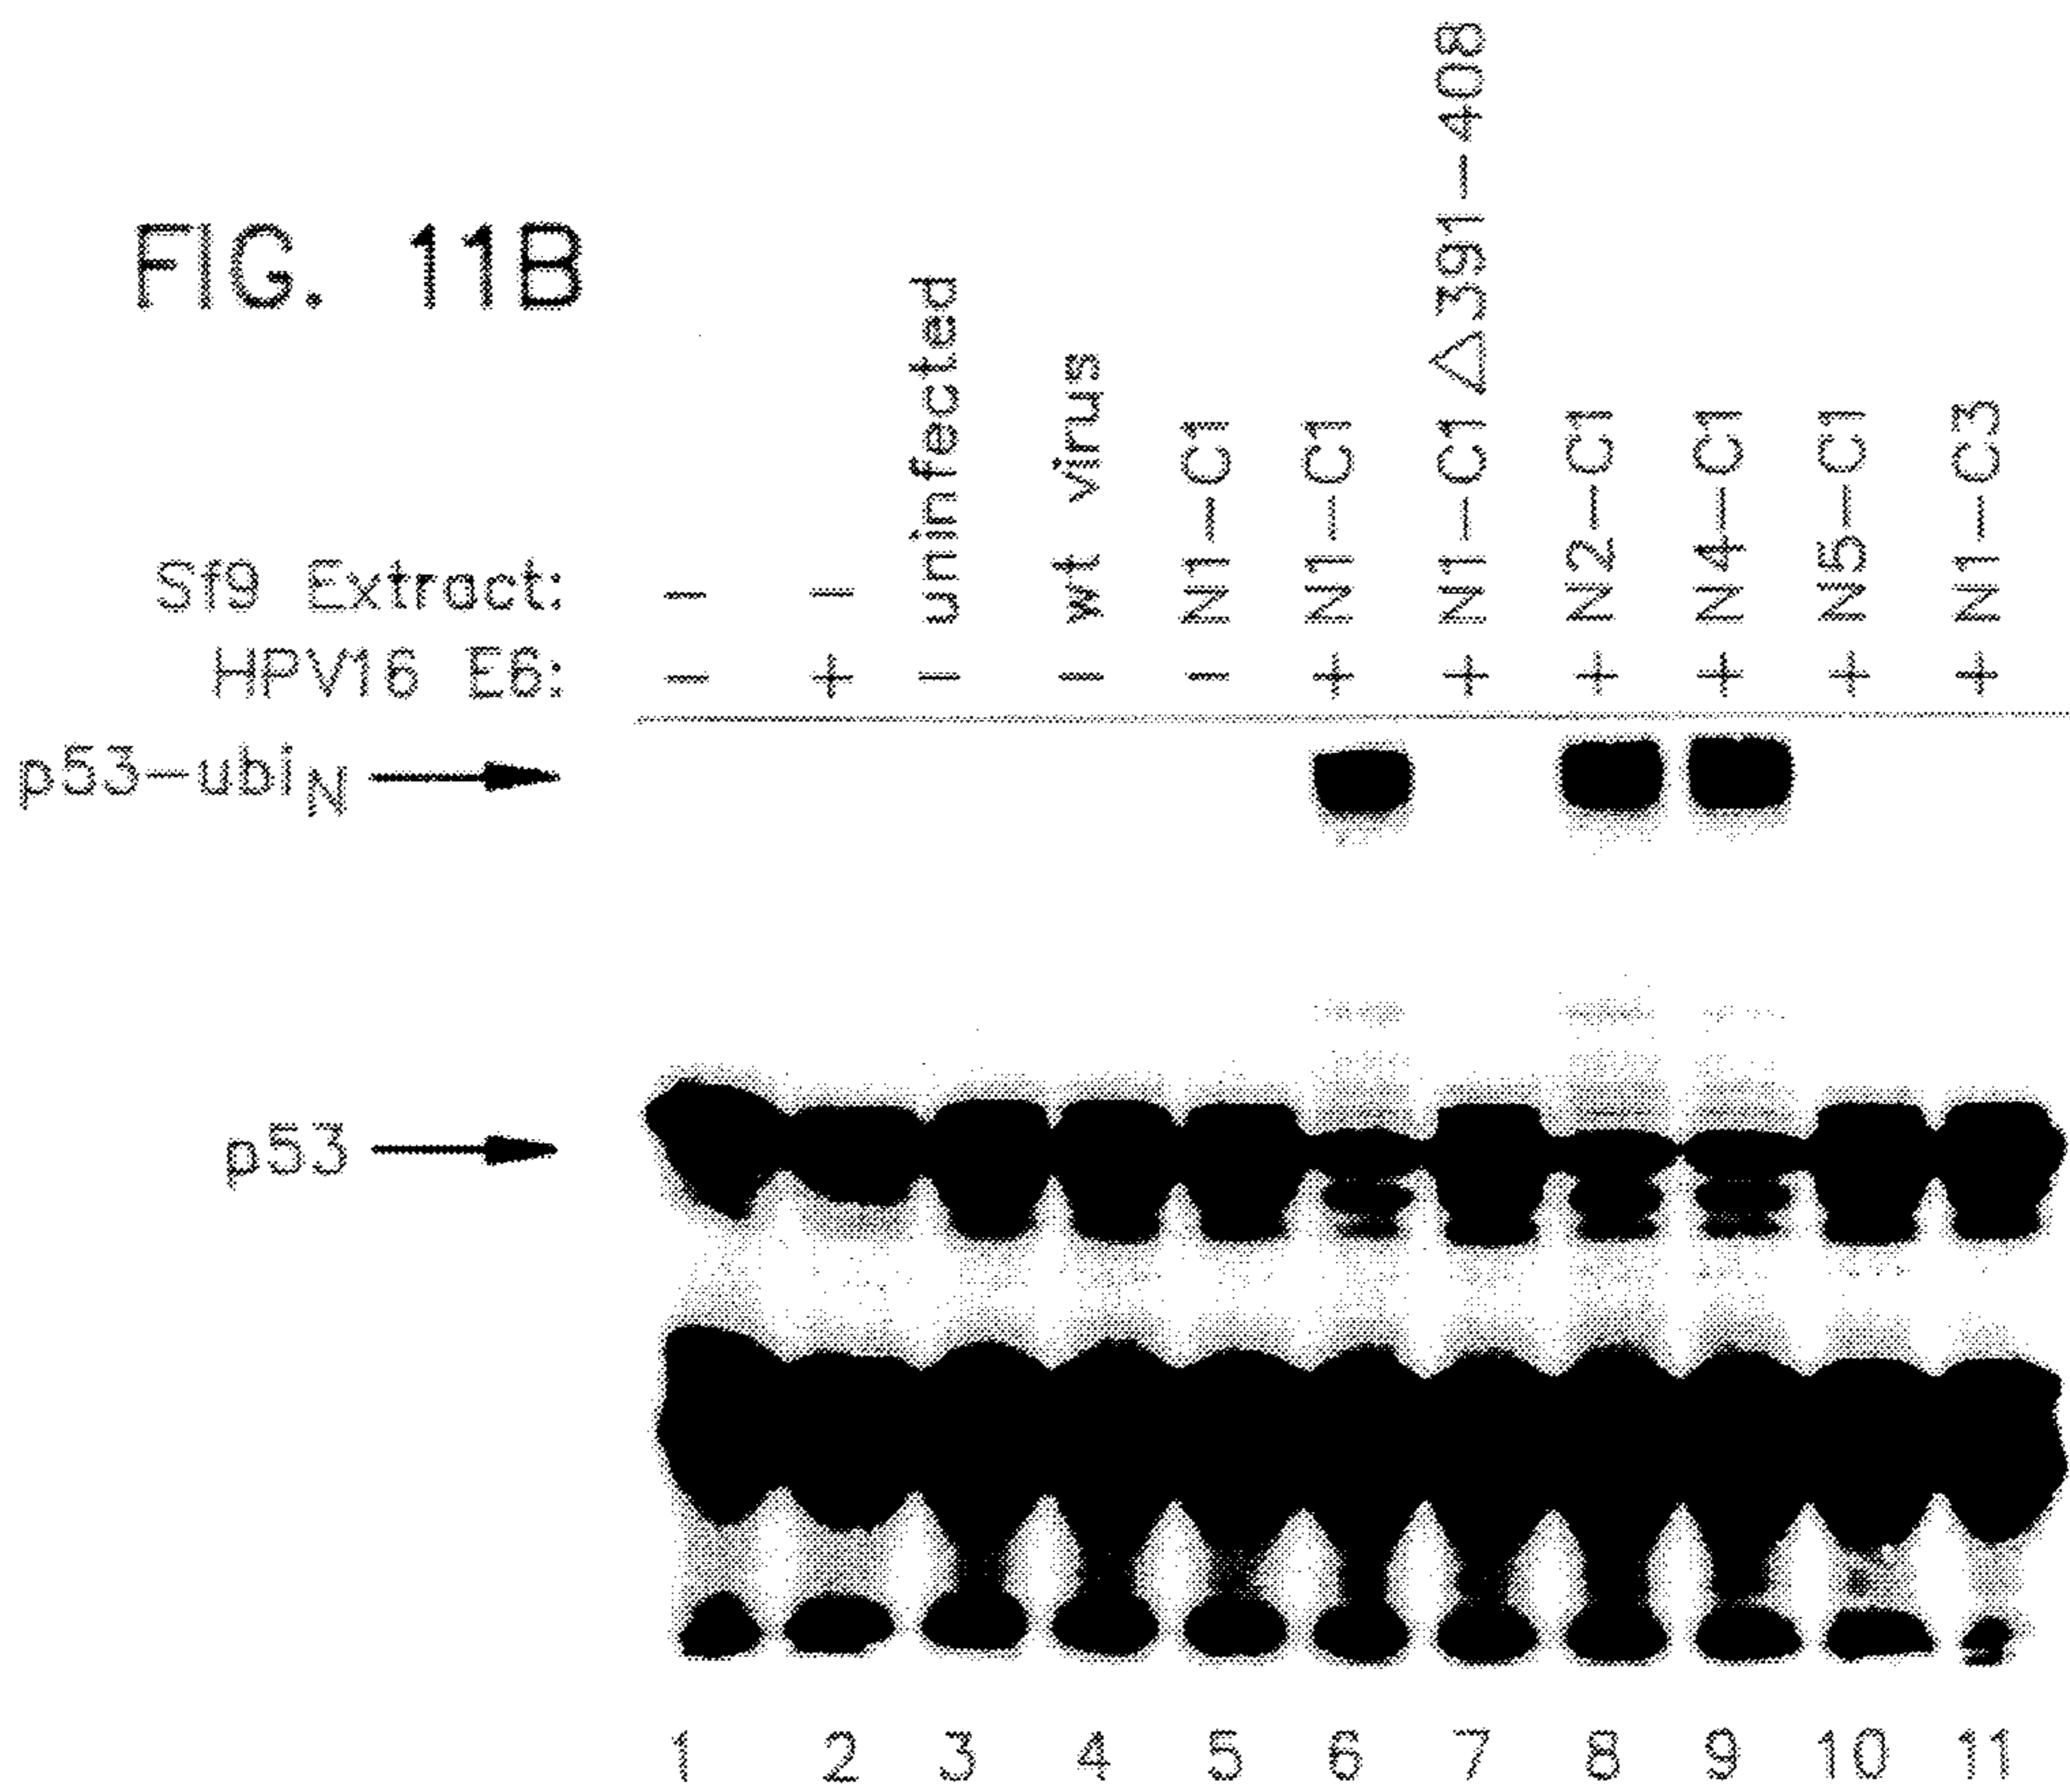 FIG. 11B
Sf9 Extract: — — uninfected wt virus N1—C1 N1—C1 N1—C1△391—408 N2—C1 N4—C1 N5—C1 N1—C3
HPV16 E6: — + — — — + + + + + +
p53—ubiN
p53
1 2 3 4 5 6 7 8 9 10 11